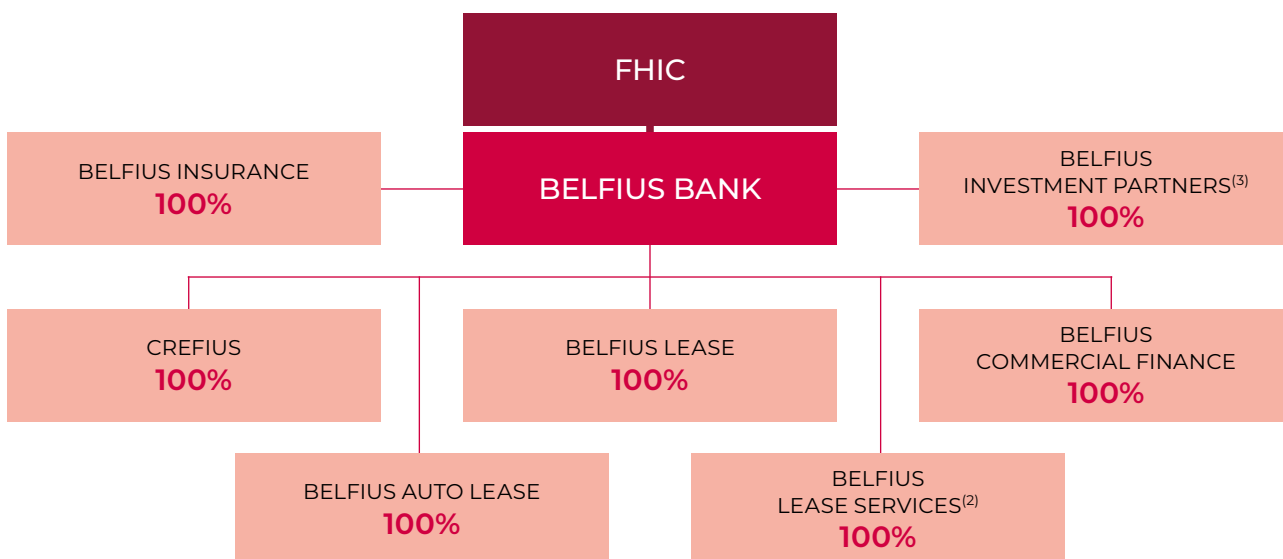 FHIC
BELFIUS INSURANCE
100%
BELFIUS BANK
BELFIUS
INVESTMENT PARTNERS(3)
100%
CREFIUS
100%
BELFIUS LEASE
100%
BELFIUS
COMMERCIAL FINANCE
100%
BELFIUS AUTO LEASE
100%
BELFIUS
LEASE SERVICES(2)
100%